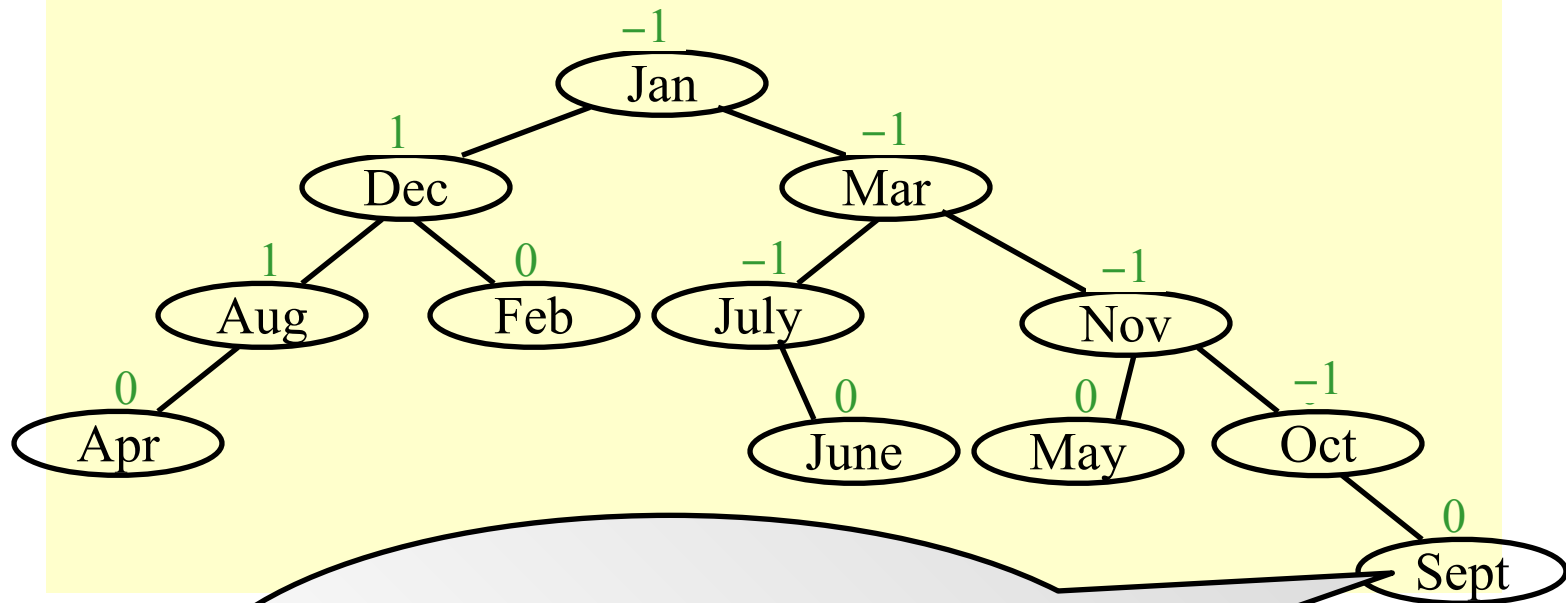 −1
Jan
1 −1
Dec Mar
1 0 −1 −1
Aug Feb July Nov
0 0 0 −1
Apr June May Oct
0
Sept